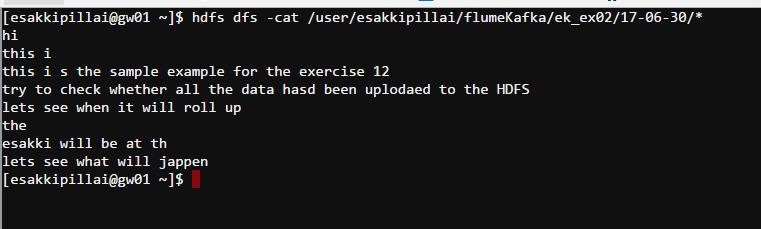 [esakkipillai@gw01 ~]$ hdfs dfs -cat /user/esakkipillai/flumeKafka/ek_ex02/17-06-30/*
hi
this i
this i s the sample example for the exercise 12
try to check whether all the data hasd been uplodaed to the HDFS
lets see when it will roll up
the
esakki will be at th
lets see what will jappen
[esakkipillai@gw01 ~]$